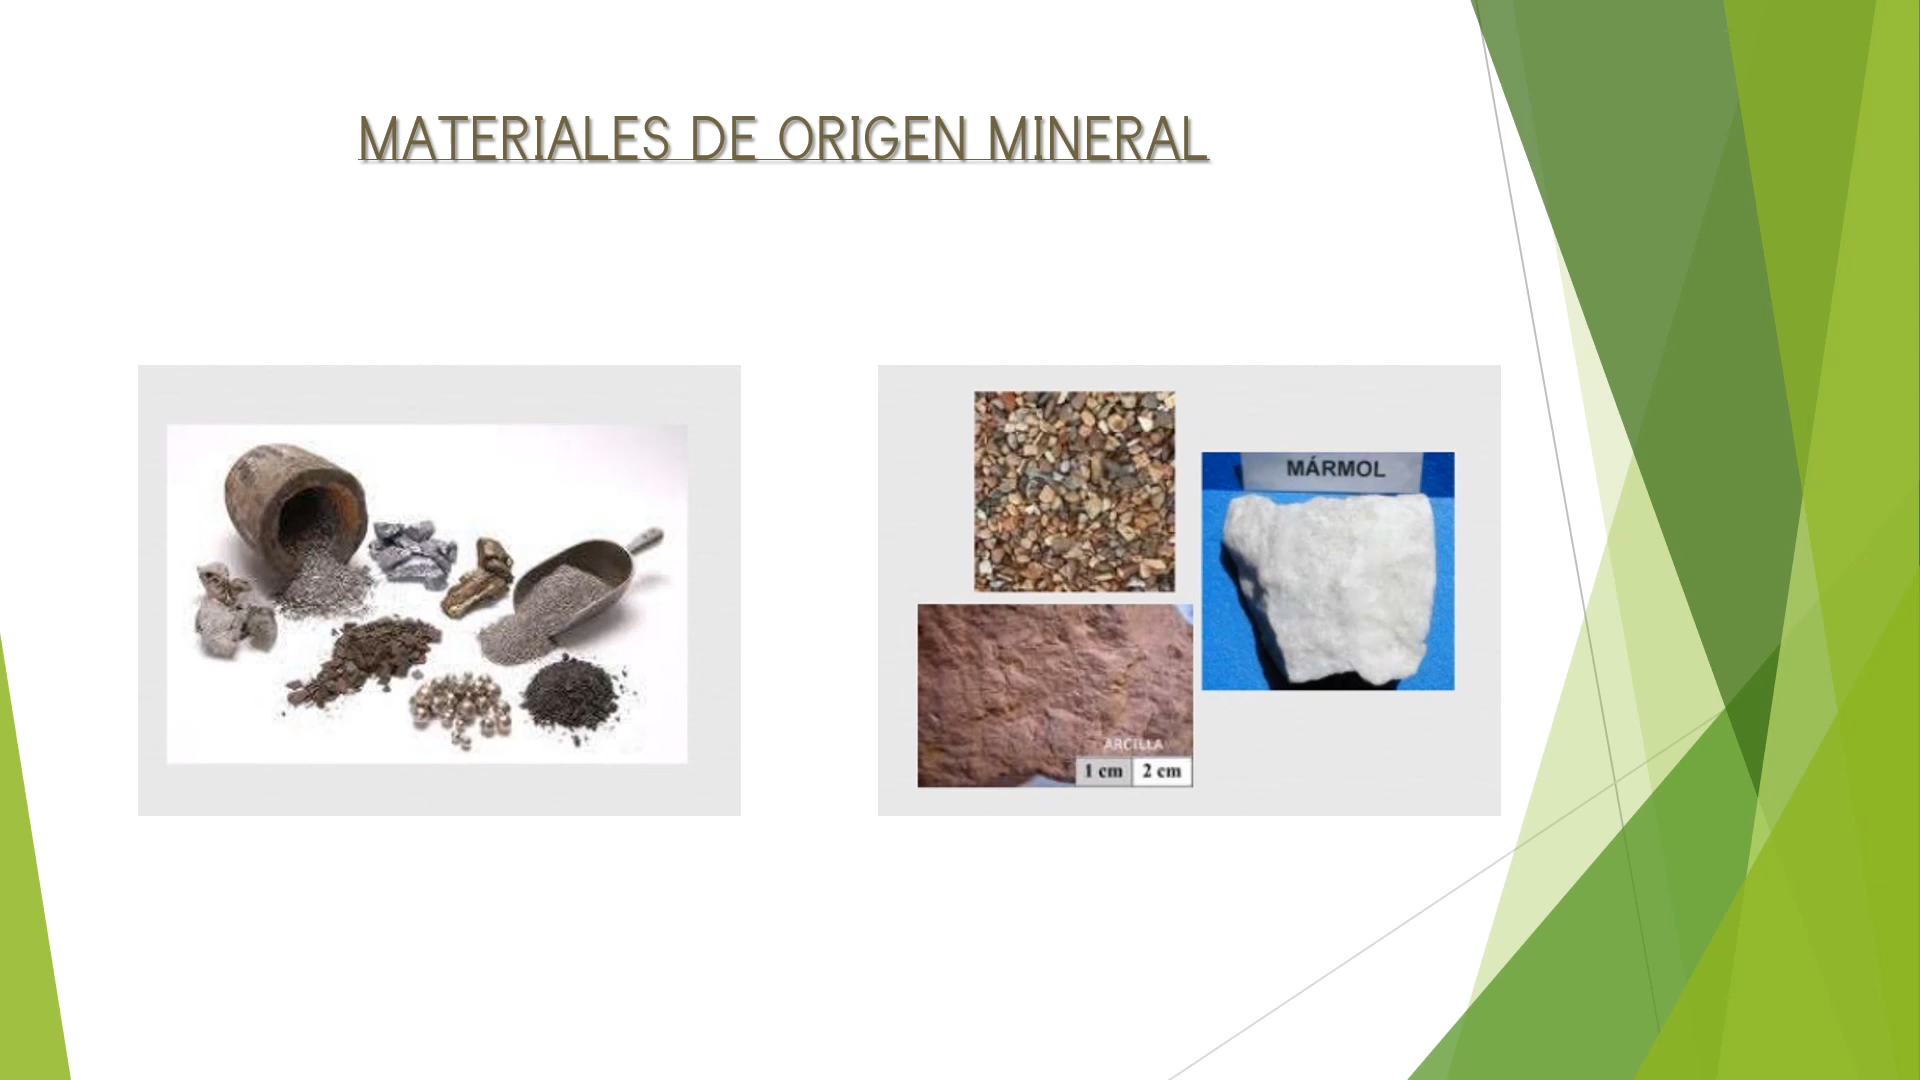 MATERIALES DE ORIGEN MINERAL
MÁRMOL
ARCILLA
1 cm 2 cm